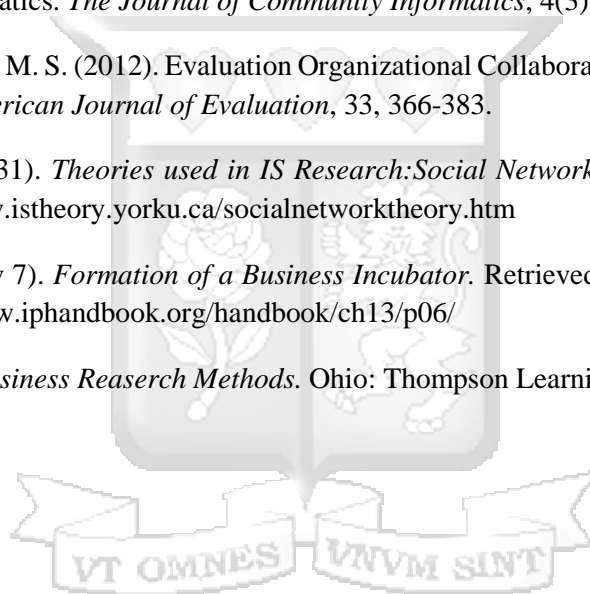 atics. The Journal of Community Informatics, 4(3)
M. S. (2012). Evaluation Organizational Collabora
erican Journal of Evaluation, 33, 366-383.
31). Theories used in IS Research:Social Network
.istheory.yorku.ca/socialnetworktheory.htm
7). Formation of a Business Incubator. Retrieved
w.iphandbook.org/handbook/ch13/p06/
siness Reaserch Methods. Ohio: Thompson Learni
VT OMNES VNVM SINT